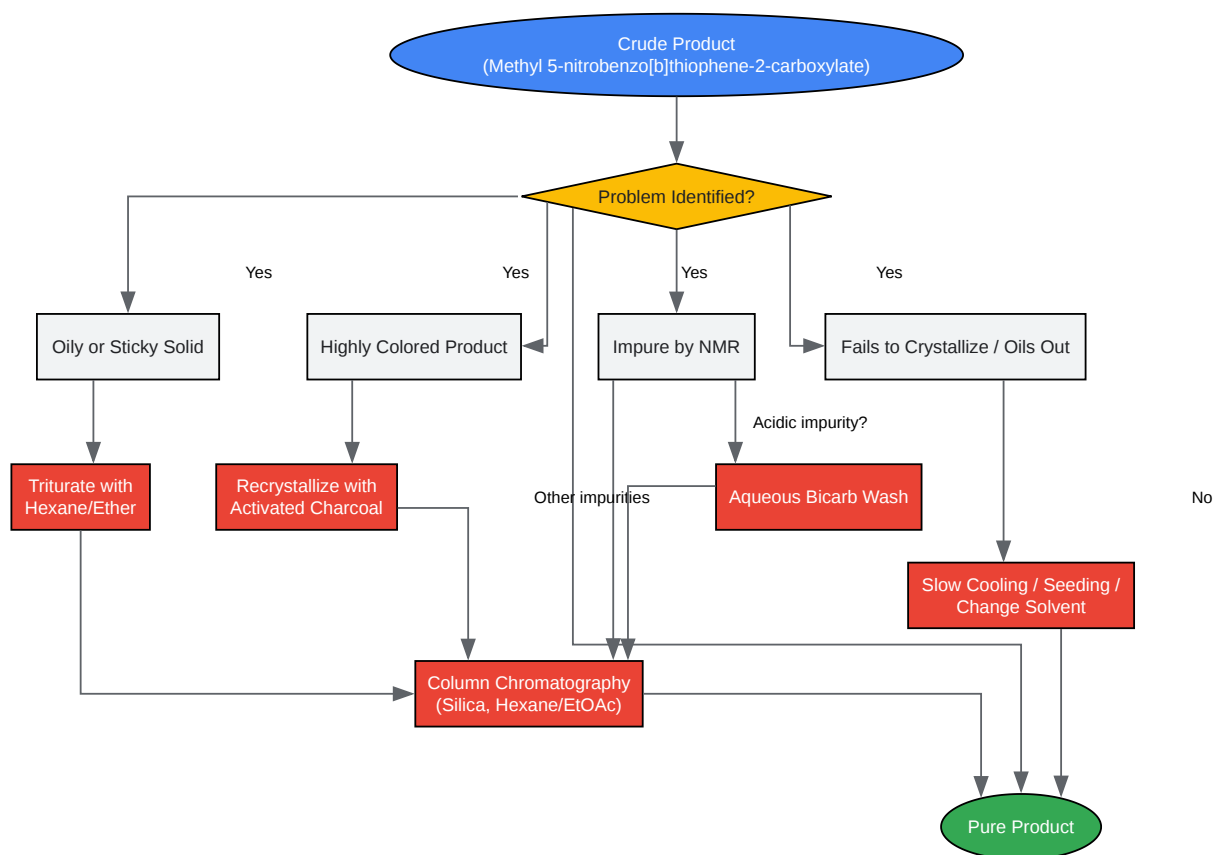 Crude Product
(Methyl 5-nitrobenzo[b]thiophene-2-carboxylate)
Problem Identified?
Yes
Yes
Yes
Yes
Oily or Sticky Solid
Highly Colored Product
Impure by NMR
Fails to Crystallize / Oils Out
Acidic impurity?
Triturate with
Hexane/Ether
Recrystallize with
Activated Charcoal
Other impurities
Aqueous Bicarb Wash
No
Slow Cooling / Seeding /
Change Solvent
Column Chromatography
(Silica, Hexane/EtOAc)
Pure Product